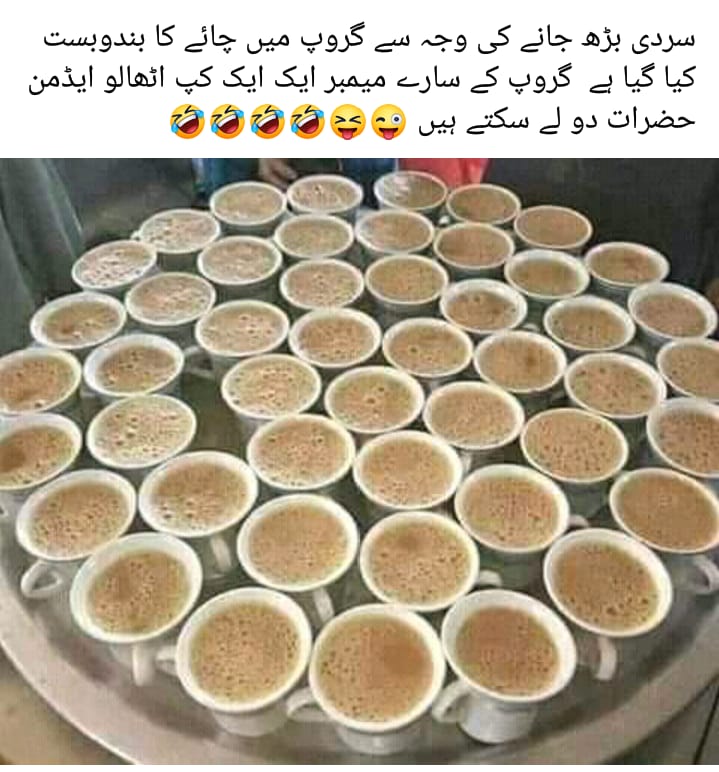 سردی بڑھ جانے کی وجہ سے گروپ میں چائے کا بندوبست
کیا گیا ہے گروپ کے سارے میمبر ایک ایک کپ اٹھالو ایڈمن
حضرات دو لے سکتے ہیں 😜😝🤣🤣🤣🤣